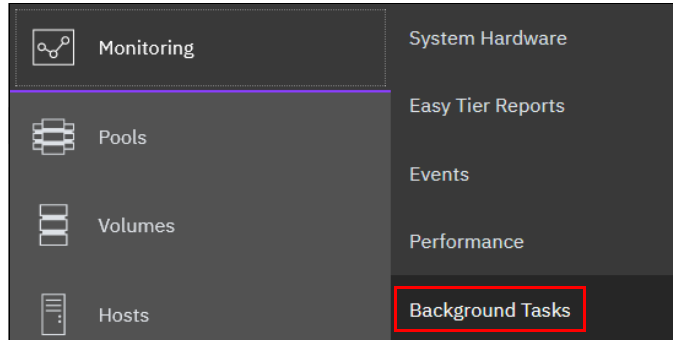 Monitoring
Pools
Volumes
Hosts
System Hardware
Easy Tier Reports
Events
Performance
Background Tasks